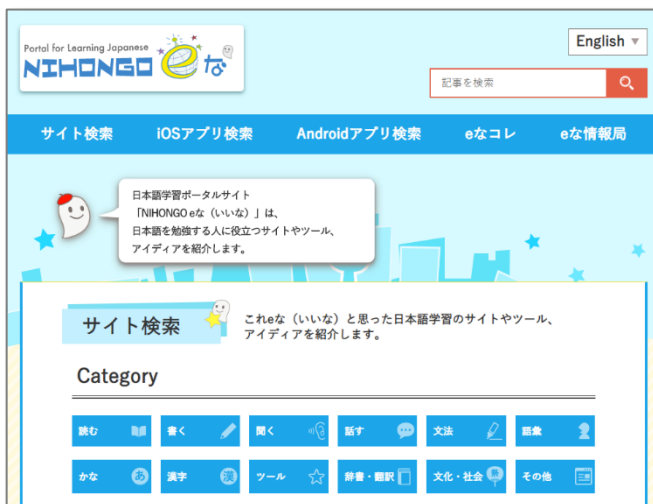 Portal for Learning Japanese
NIHONGO eな
English ▼
記事を検索
サイト検索 iOSアプリ検索 Androidアプリ検索 eなコレ eな情報局
日本語学習ポータルサイト
「NIHONGO eな（いいな）」は、
日本語を勉強する人に役立つサイトやツール、
アイディアを紹介します。
サイト検索
これeな（いいな）と思った日本語学習のサイトやツール、
アイディアを紹介します。
Category
読む 書く 聞く 話す 文法 語彙
かな あ 漢字 漢 ツール 辞書・翻訳 文化・社会 その他